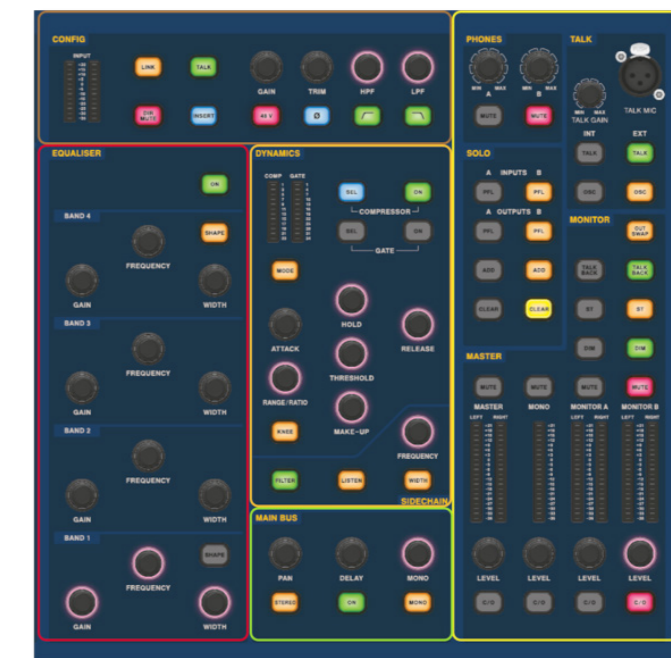 CONFIG
INPUT
LINK
TALK
DIR MUTE
INSERT
GAIN
TRIM
HPF
LPF
48 V
Ø
EQUALISER
ON
BAND 4
SHAPE
FREQUENCY
GAIN
WIDTH
BAND 3
FREQUENCY
GAIN
WIDTH
BAND 2
FREQUENCY
GAIN
WIDTH
BAND 1
SHAPE
FREQUENCY
GAIN
WIDTH
DYNAMICS
COMP GATE
SEL
ON
COMPRESSOR
SEL
ON
GATE
MODE
HOLD
ATTACK
RELEASE
THRESHOLD
RANGE/RATIO
KNEE
MAKE-UP
FREQUENCY
FILTER
LISTEN
WIDTH
SIDECHAIN
MAIN BUS
PAN
DELAY
MONO
STEREO
ON
MONO
PHONES
MIN MAX
MIN MAX
A
B
MUTE
MUTE
TALK
MIN MAX
TALK GAIN
TALK MIC
INT
EXT
TALK
TALK
OSC
OSC
SOLO
A INPUTS B
PFL
PFL
A OUTPUTS B
PFL
PFL
ADD
ADD
CLEAR
CLEAR
MONITOR
OUT SWAP
TALK BACK
TALK BACK
ST
ST
DIM
DIM
MASTER
MUTE
MUTE
MUTE
MUTE
MASTER
MONO
MONITOR A
MONITOR B
LEFT RIGHT
LEFT RIGHT
LEFT RIGHT
LEVEL
LEVEL
LEVEL
LEVEL
C/O
C/O
C/O
C/O